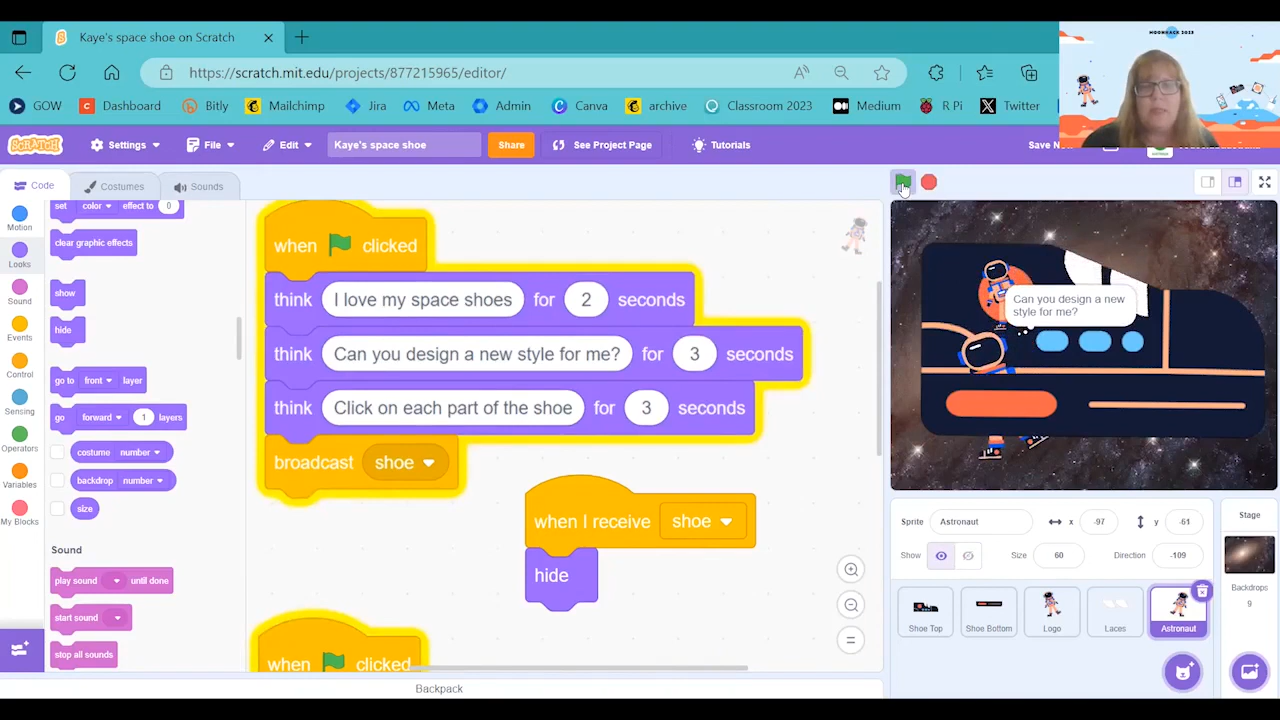 Kaye's space shoe on Scratch
https://scratch.mit.edu/projects/877215965/editor/
MOONHACK 2023
GOW
Dashboard
Bitly
Mailchimp
Jira
Meta
Admin
Canva
archive
Classroom 2023
Medium
R Pi
Twitter
SCRATCH
Settings
File
Edit
Kaye's space shoe
Share
See Project Page
Tutorials
Code
Costumes
Sounds
Motion
Looks
Sound
Events
Control
Sensing
Operators
Variables
My Blocks
set color effect to 0
clear graphic effects
show
hide
go to front layer
go forward 1 layers
costume number
backdrop number
size
Sound
play sound until done
start sound
stop all sounds
when clicked
think I love my space shoes for 2 seconds
think Can you design a new style for me? for 3 seconds
think Click on each part of the shoe for 3 seconds
broadcast shoe
when I receive shoe
hide
when clicked
Can you design a new
style for me?
Sprite Astronaut x -97 y -61
Show Size 60 Direction -109
Shoe Top
Shoe Bottom
Logo
Laces
Astronaut
Stage
Backdrops
9
Backpack